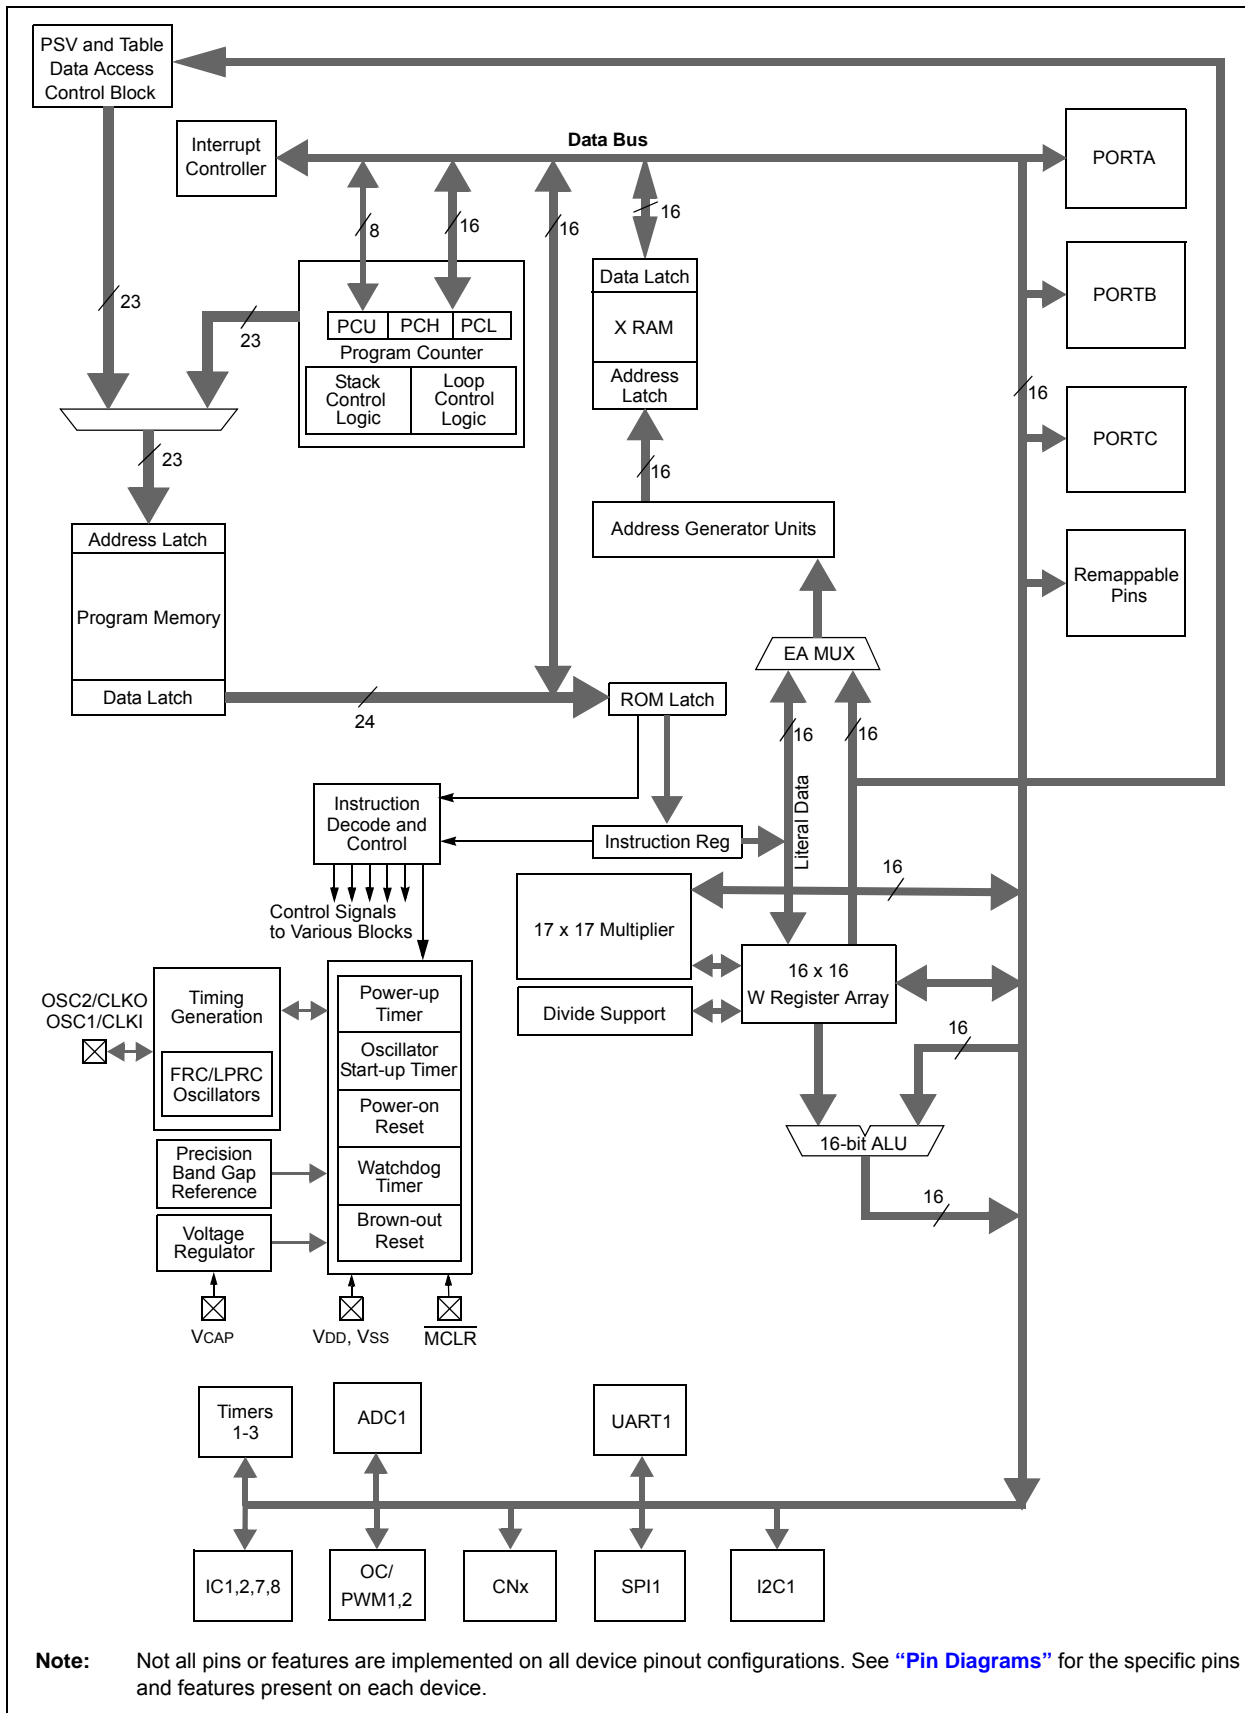 PSV and Table
Data Access
Control Block
Interrupt
Controller
Data Bus
PORTA
8
16
16
16
Data Latch
X RAM
Address
Latch
PORTB
23
23
PCU
PCH
PCL
Program Counter
Stack
Control
Logic
Loop
Control
Logic
16
PORTC
23
16
Address Latch
Program Memory
Data Latch
Address Generator Units
Remappable
Pins
EA MUX
24
ROM Latch
16
16
Literal Data
Instruction
Decode and
Control
Instruction Reg
Control Signals
to Various Blocks
16
17 x 17 Multiplier
16 x 16
W Register Array
Divide Support
OSC2/CLKO
OSC1/CLKI
Timing
Generation
FRC/LPRC
Oscillators
Power-up
Timer
Oscillator
Start-up Timer
Power-on
Reset
Watchdog
Timer
Brown-out
Reset
16
16-bit ALU
16
Precision
Band Gap
Reference
Voltage
Regulator
VCAP
VDD, VSS
MCLR
Timers
1-3
ADC1
UART1
IC1,2,7,8
OC/
PWM1,2
CNx
SPI1
I2C1
Note: Not all pins or features are implemented on all device pinout configurations. See “Pin Diagrams” for the specific pins
and features present on each device.